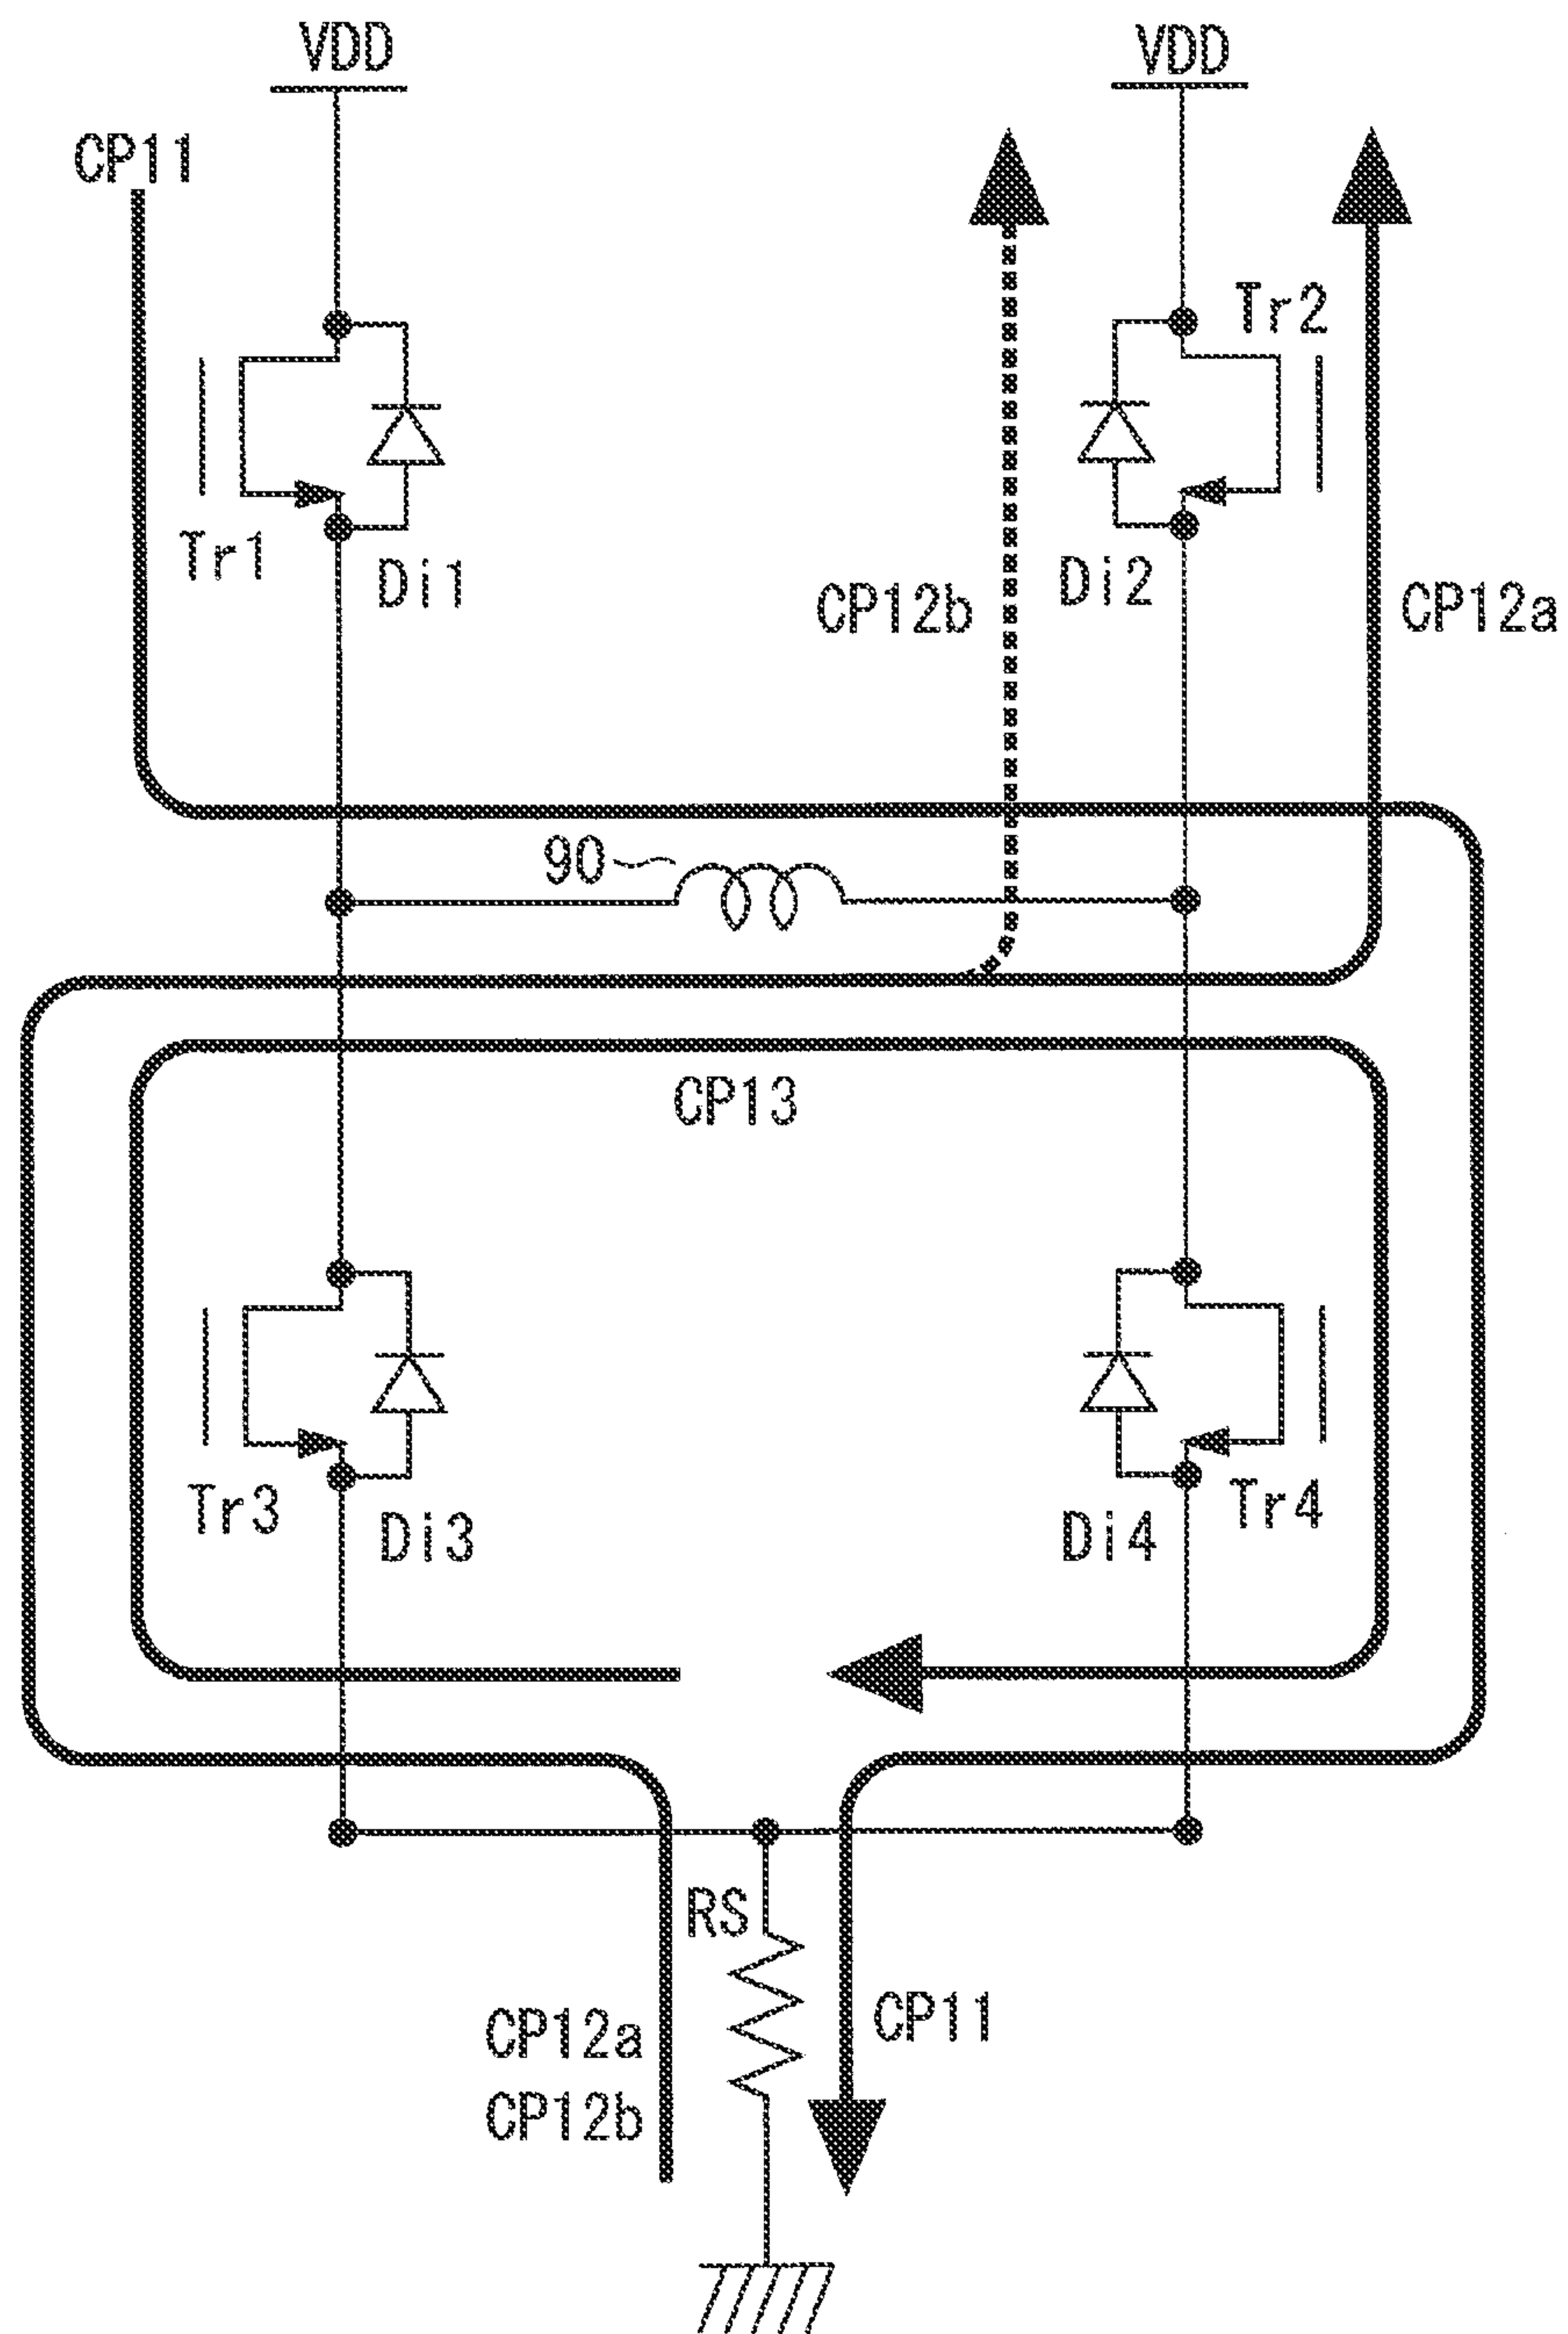 VDD
VDD
CP11
Tr2
Tr1
Di1
CP12b
Di2
CP12a
90
CP13
Tr3
Di3
Di4
Tr4
RS
CP12a
CP12b
CP11